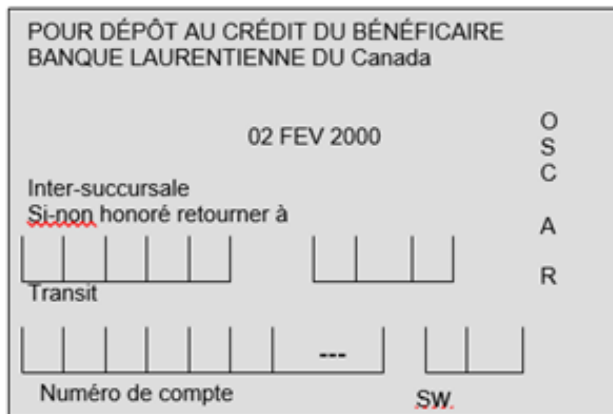 POUR DÉPÔT AU CRÉDIT DU BÉNÉFICAIRE
BANQUE LAURENTIENNE DU Canada
02 FEV 2000
O
S
C
A
R
Inter-succursale
Si-non honoré retourner à
Transit
---
Numéro de compte
SW.